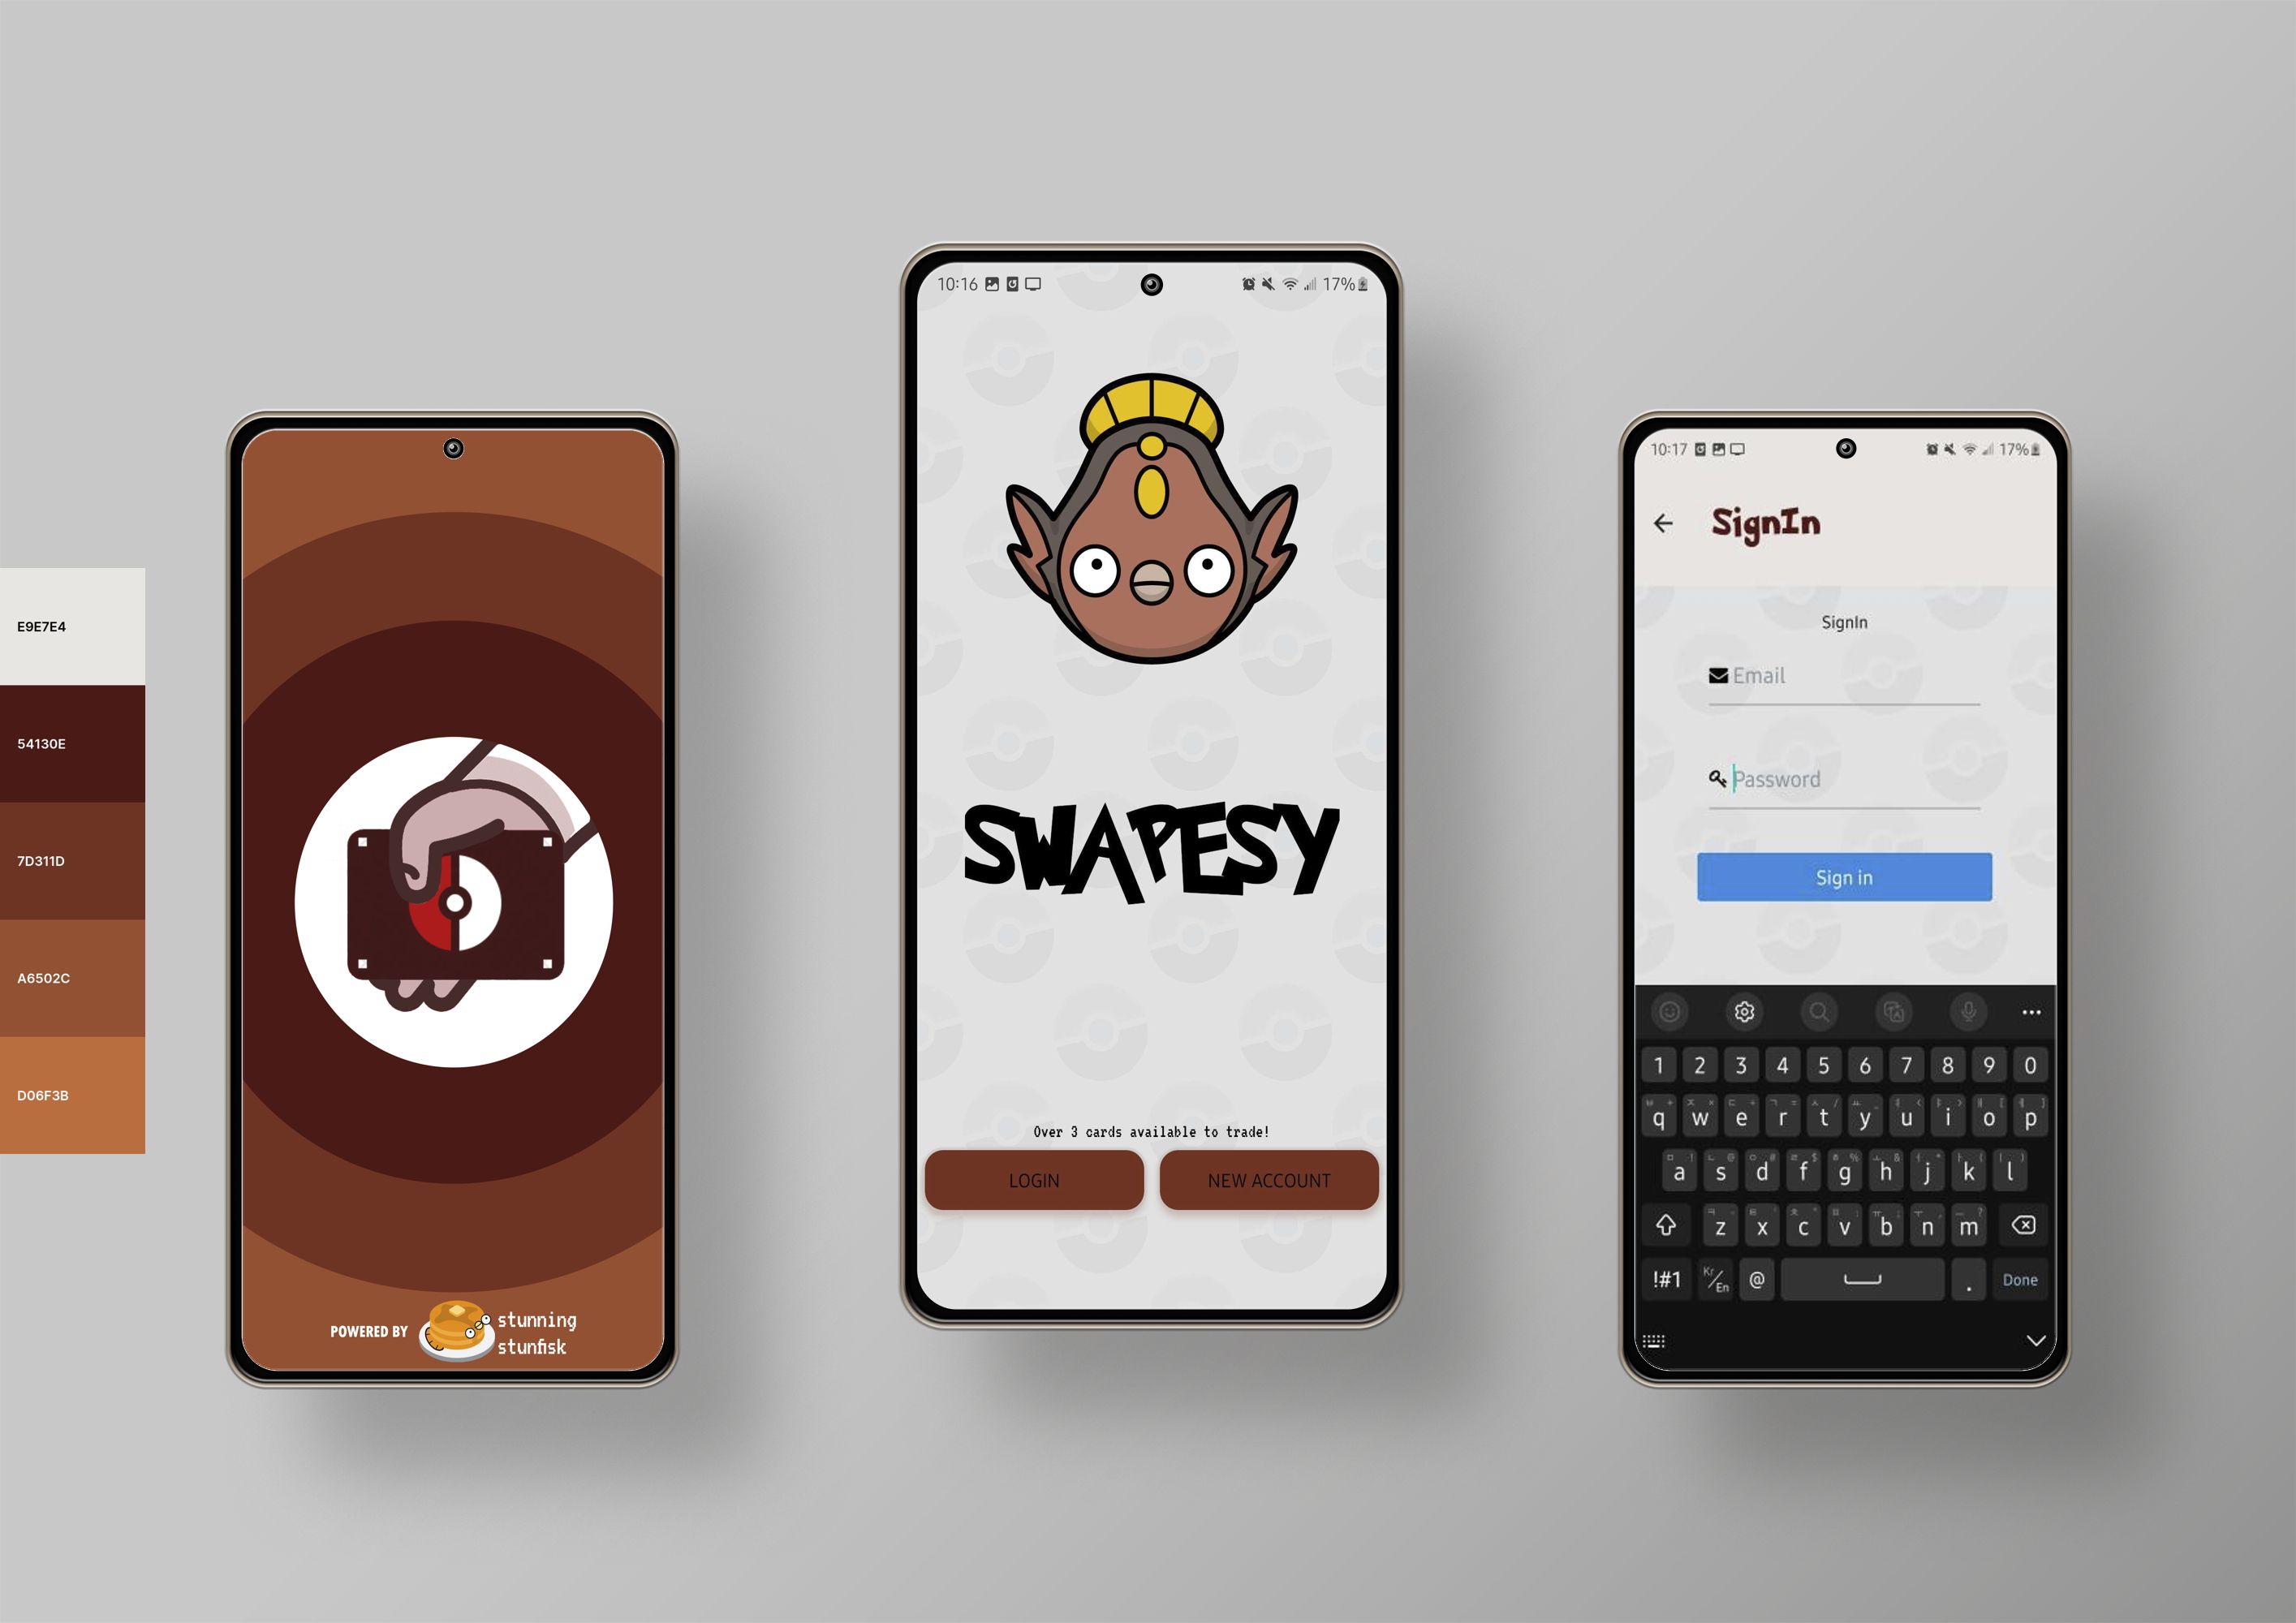 E9E7E4
54130E
7D311D
A6502C
D06F3B
POWERED BY
stunning
stunfisk
10:16 17%
SWAPESY
Over 3 cards available to trade!
LOGIN NEW ACCOUNT
10:17 17%
SignIn
SignIn
Email
Password
Sign in
1 2 3 4 5 6 7 8 9 0
q w e r t y u i o p
a s d f g h j k l
z x c v b n m
!#1 Kr/En @ . Done